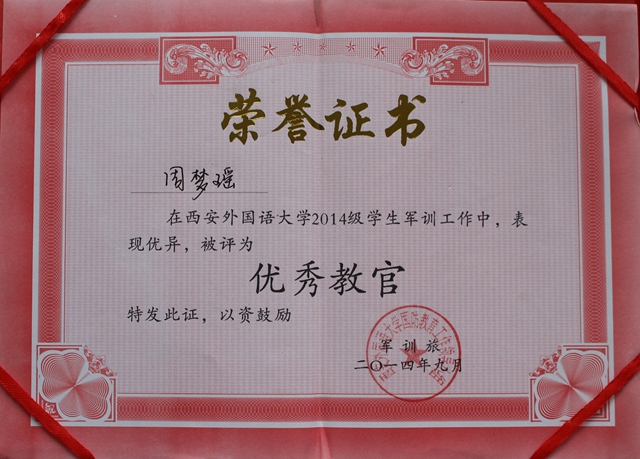 荣誉证书
周梦瑶
在西安外国语大学2014级学生军训工作中，表
现优异，被评为
优秀教官
特发此证，以资鼓励
军训旅
二〇一四年九月